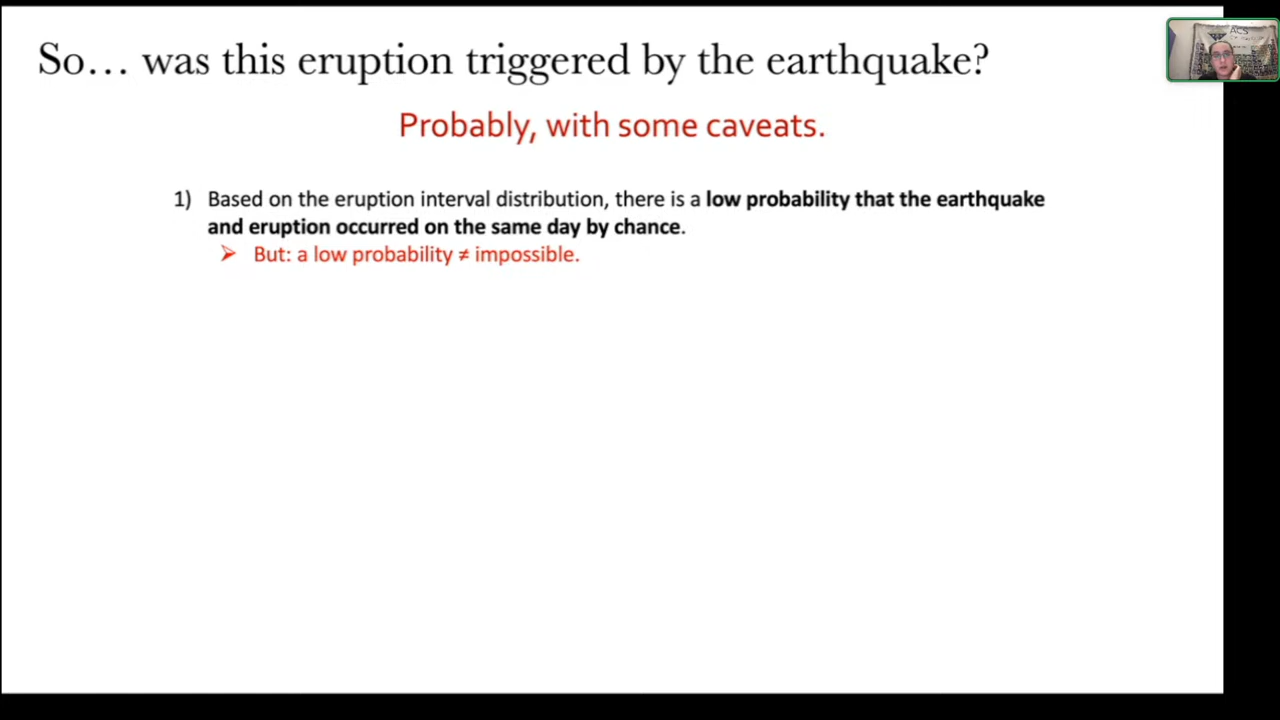 So… was this eruption triggered by the earthquake?
Probably, with some caveats.
1) Based on the eruption interval distribution, there is a low probability that the earthquake
and eruption occurred on the same day by chance.
➢ But: a low probability ≠ impossible.
ACS